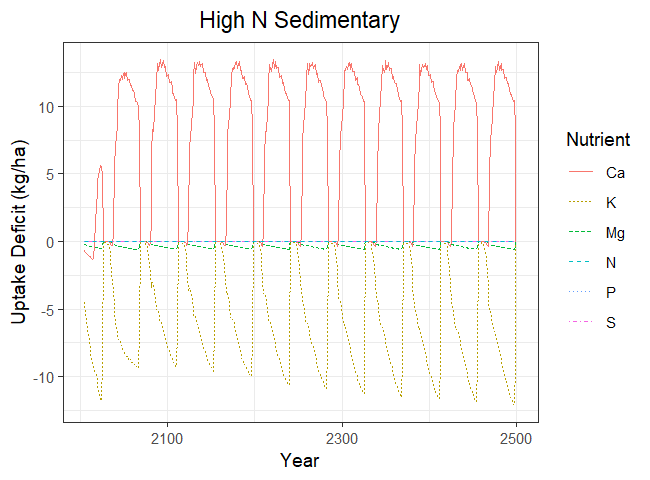 High N Sedimentary
Uptake Deficit (kg/ha)
10
5
0
-5
-10
2100
2300
2500
Year
Nutrient
Ca
K
Mg
N
P
S